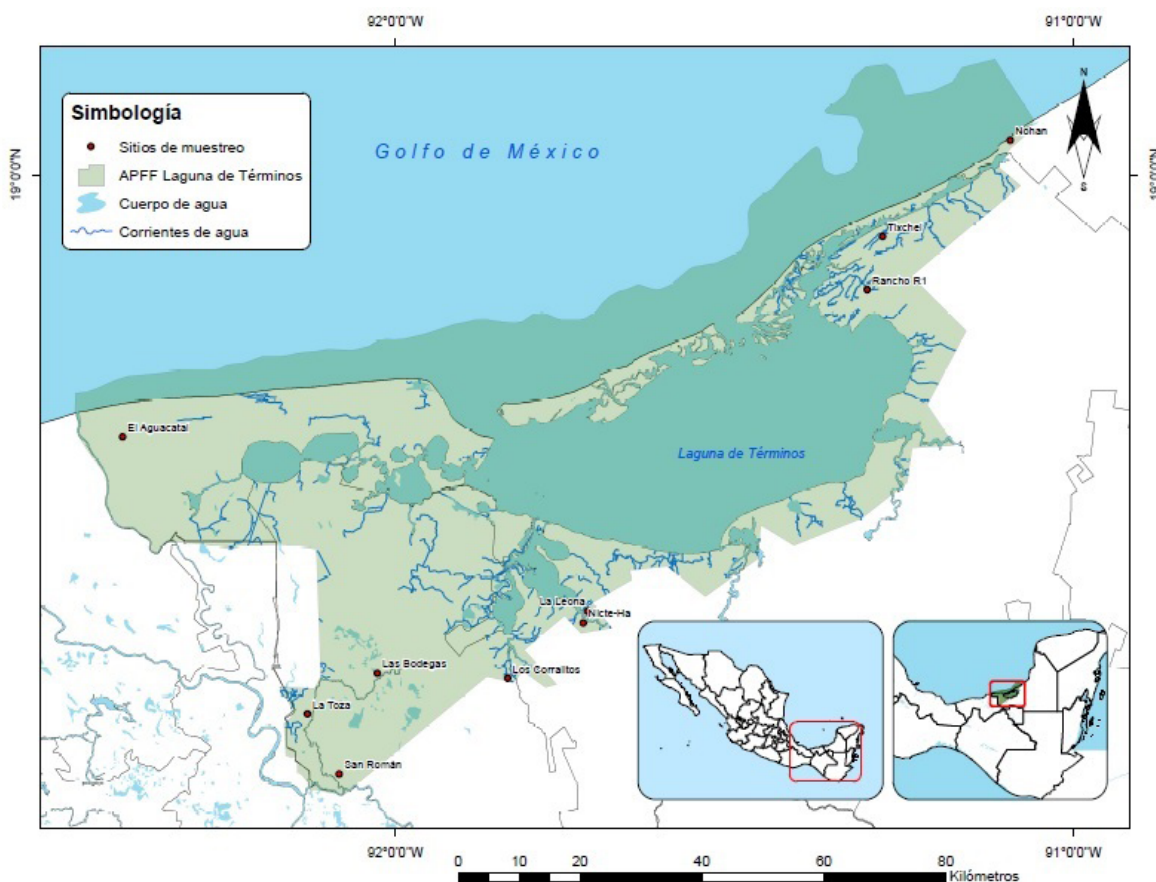 92°0'0"W
91°0'0"W
Simbología
Sitios de muestreo
APFF Laguna de Términos
Cuerpo de agua
Corrientes de agua
Golfo de México
N
S
Nohan
19°0'0"N
19°0'0"N
Tixchel
Rancho R1
El Aguacatal
Laguna de Términos
La Leona
Nicte-Ha
Las Bodegas
Los Corralitos
La Toza
San Román
92°0'0"W
91°0'0"W
0 10 20 40 60 80
Kilómetros